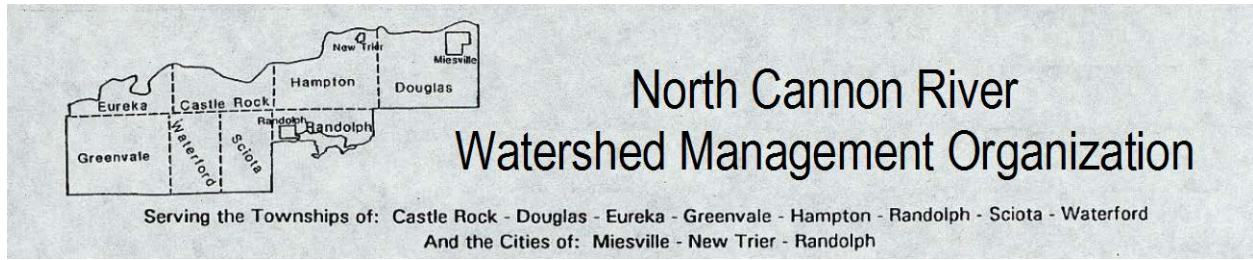 New Trier
Miesville
Hampton
Douglas
Eureka
Castle Rock
Randolph
Randolph
Greenvale
Waterford
Sciota
North Cannon River
Watershed Management Organization
Serving the Townships of: Castle Rock - Douglas - Eureka - Greenvale - Hampton - Randolph - Sciota - Waterford
And the Cities of: Miesville - New Trier - Randolph